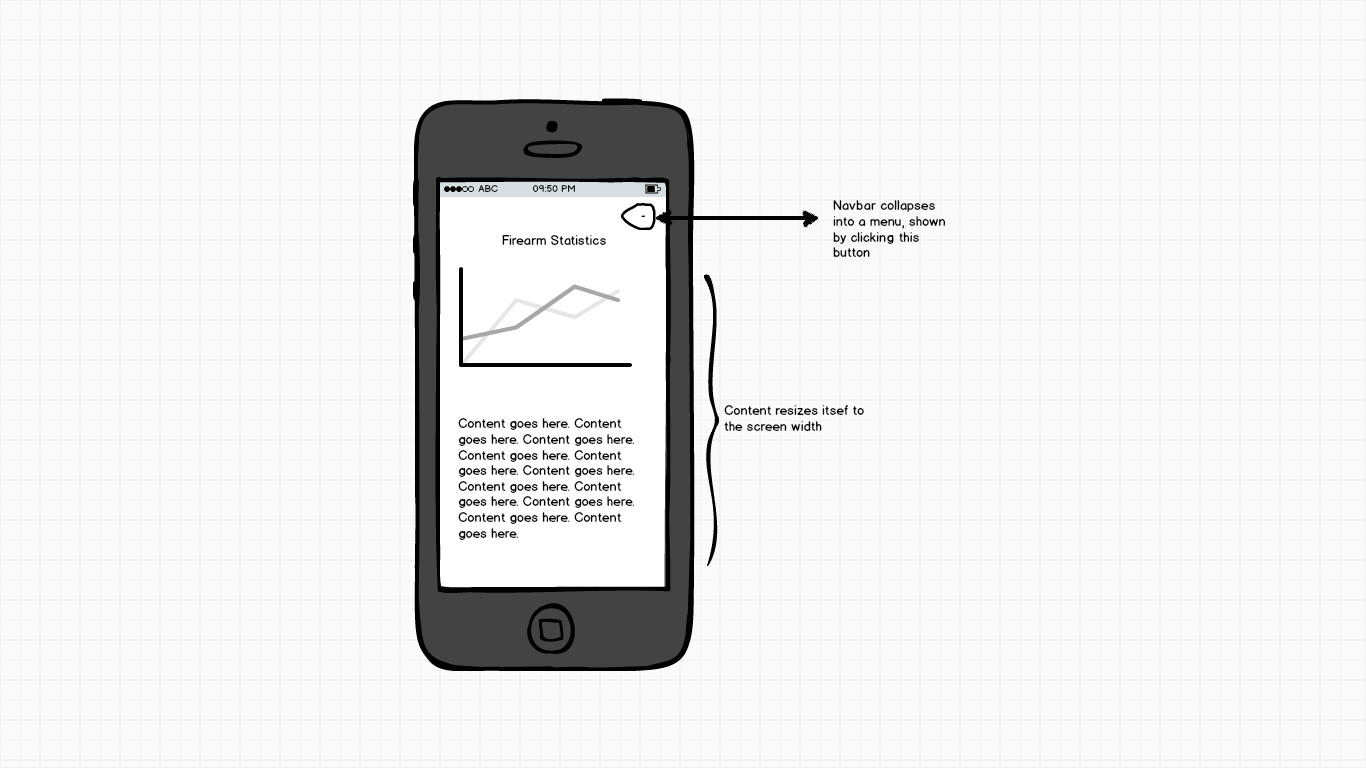 ABC 09:50 PM
-
Firearm Statistics
Navbar collapses
into a menu, shown
by clicking this
button
Content resizes itsef to
the screen width
Content goes here. Content
goes here. Content goes here.
Content goes here. Content
goes here. Content goes here.
Content goes here. Content
goes here. Content goes here.
Content goes here. Content
goes here.